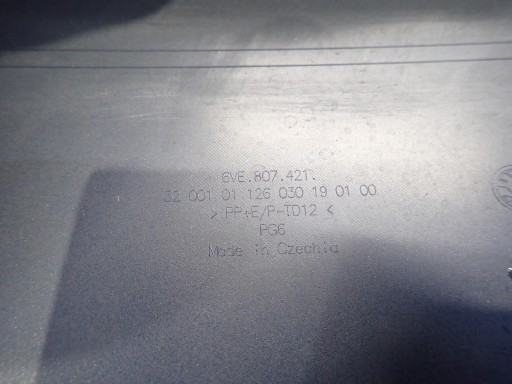 6VE.807.421.
32 001 01 126 030 19 01 00
> PP+E/P-TD12 <
PG6
Made in Czechia